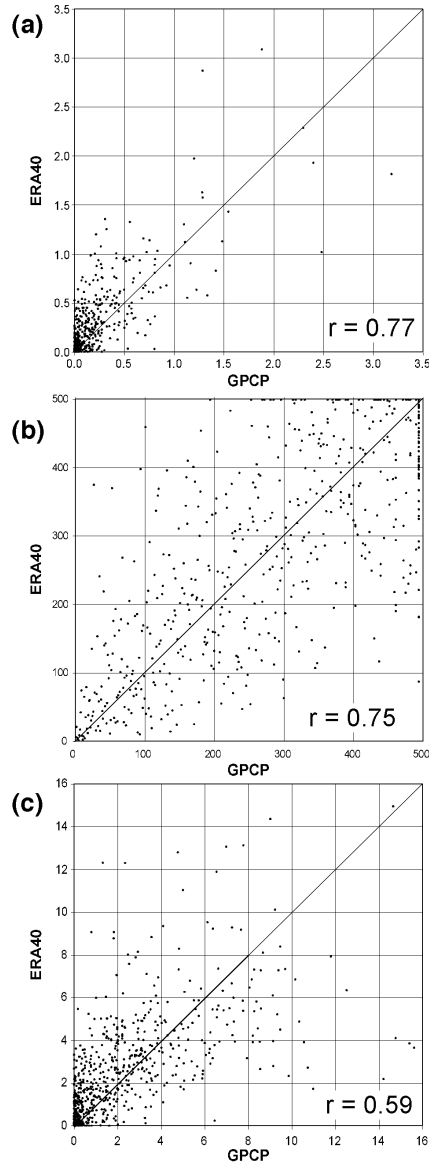 (a)
3.5
3.0
2.5
2.0
1.5
1.0
0.5
0.0
ERA40
r = 0.77
0.0 0.5 1.0 1.5 2.0 2.5 3.0 3.5
GPCP
(b)
500
400
300
200
100
0
ERA40
r = 0.75
0 100 200 300 400 500
GPCP
(c)
16
14
12
10
8
6
4
2
0
ERA40
r = 0.59
0 2 4 6 8 10 12 14 16
GPCP